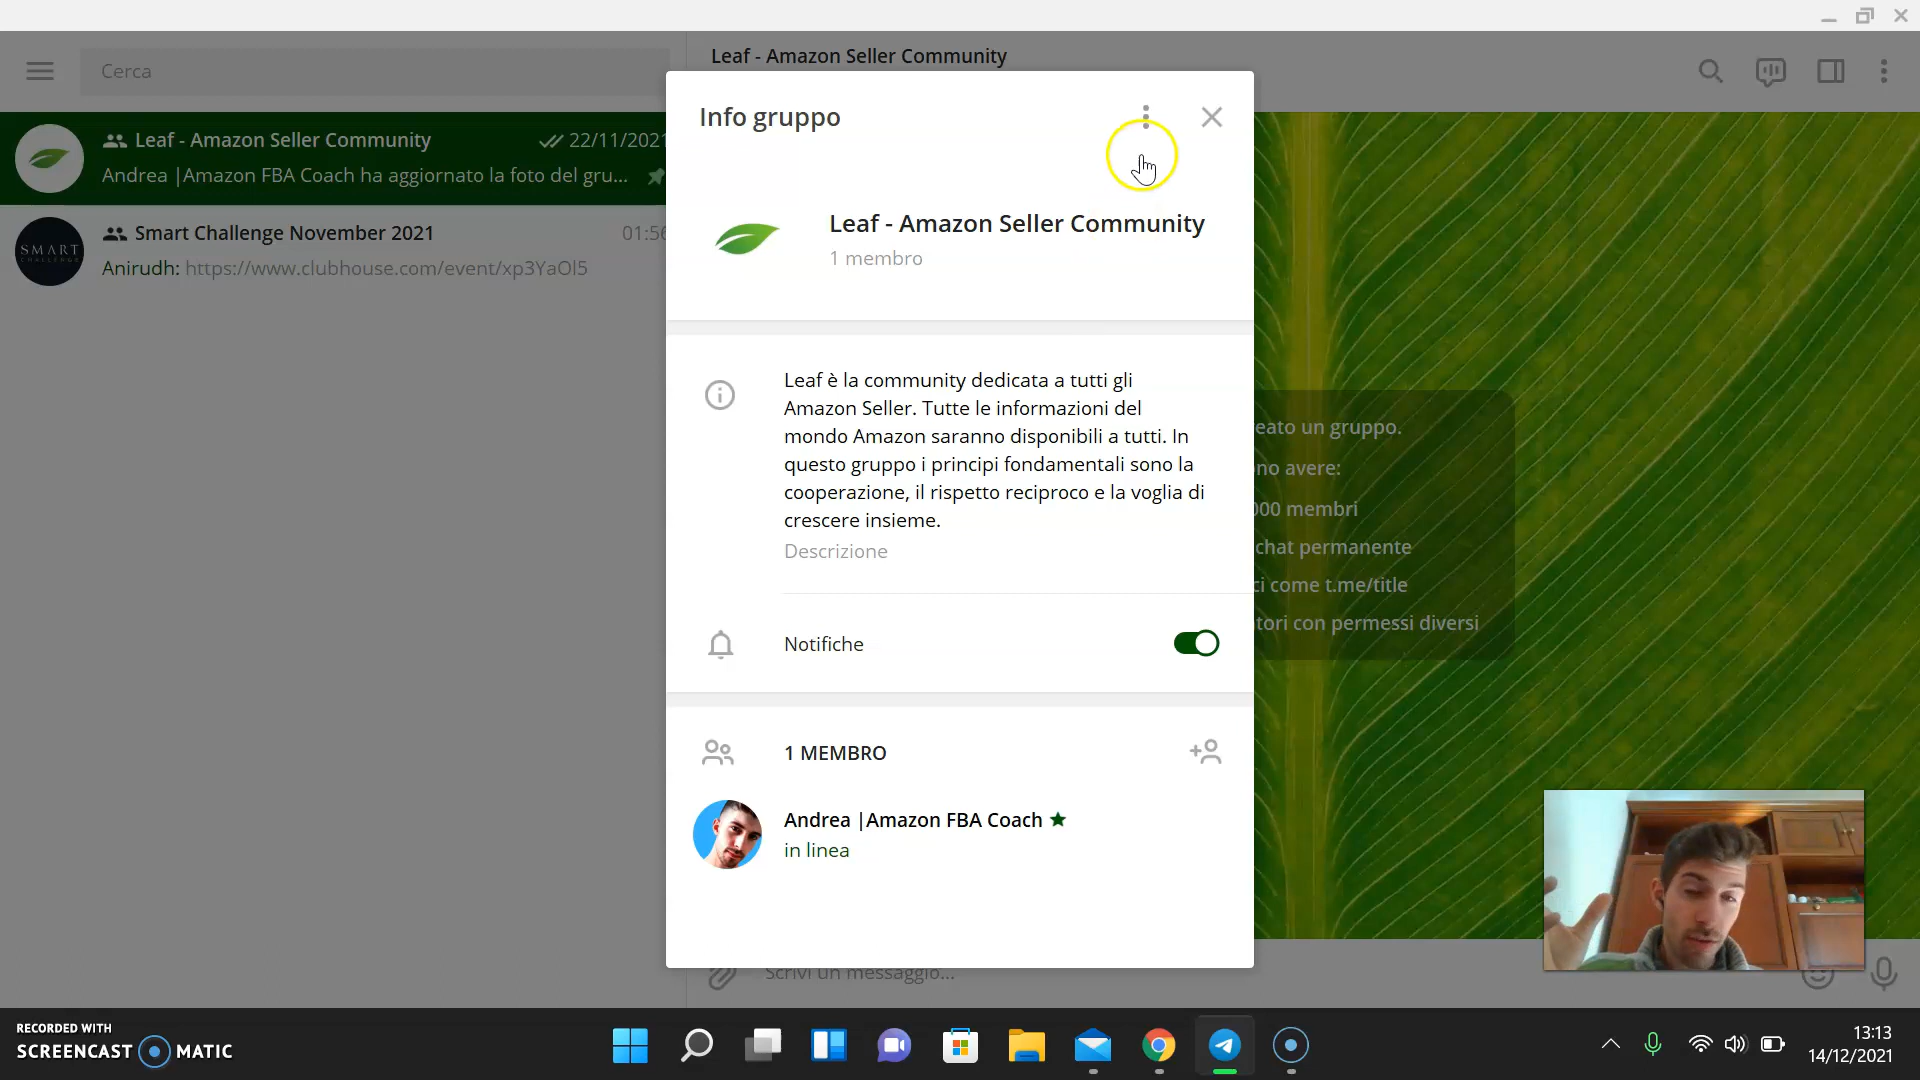 Cerca
Leaf - Amazon Seller Community
Leaf - Amazon Seller Community 22/11/2021
Andrea |Amazon FBA Coach ha aggiornato la foto del gru...
SMART
Smart Challenge November 2021 01:56
Anirudh: https://www.clubhouse.com/event/xp3YaOl5
Info gruppo
Leaf - Amazon Seller Community
1 membro
Leaf è la community dedicata a tutti gli
Amazon Seller. Tutte le informazioni del
mondo Amazon saranno disponibili a tutti. In
questo gruppo i principi fondamentali sono la
cooperazione, il rispetto reciproco e la voglia di
crescere insieme.
Descrizione
Notifiche
1 MEMBRO
Andrea |Amazon FBA Coach
in linea
eato un gruppo.
no avere:
000 membri
chat permanente
ci come t.me/title
tori con permessi diversi
Scrivi un messaggio...
RECORDED WITH
SCREENCAST MATIC
13:13
14/12/2021